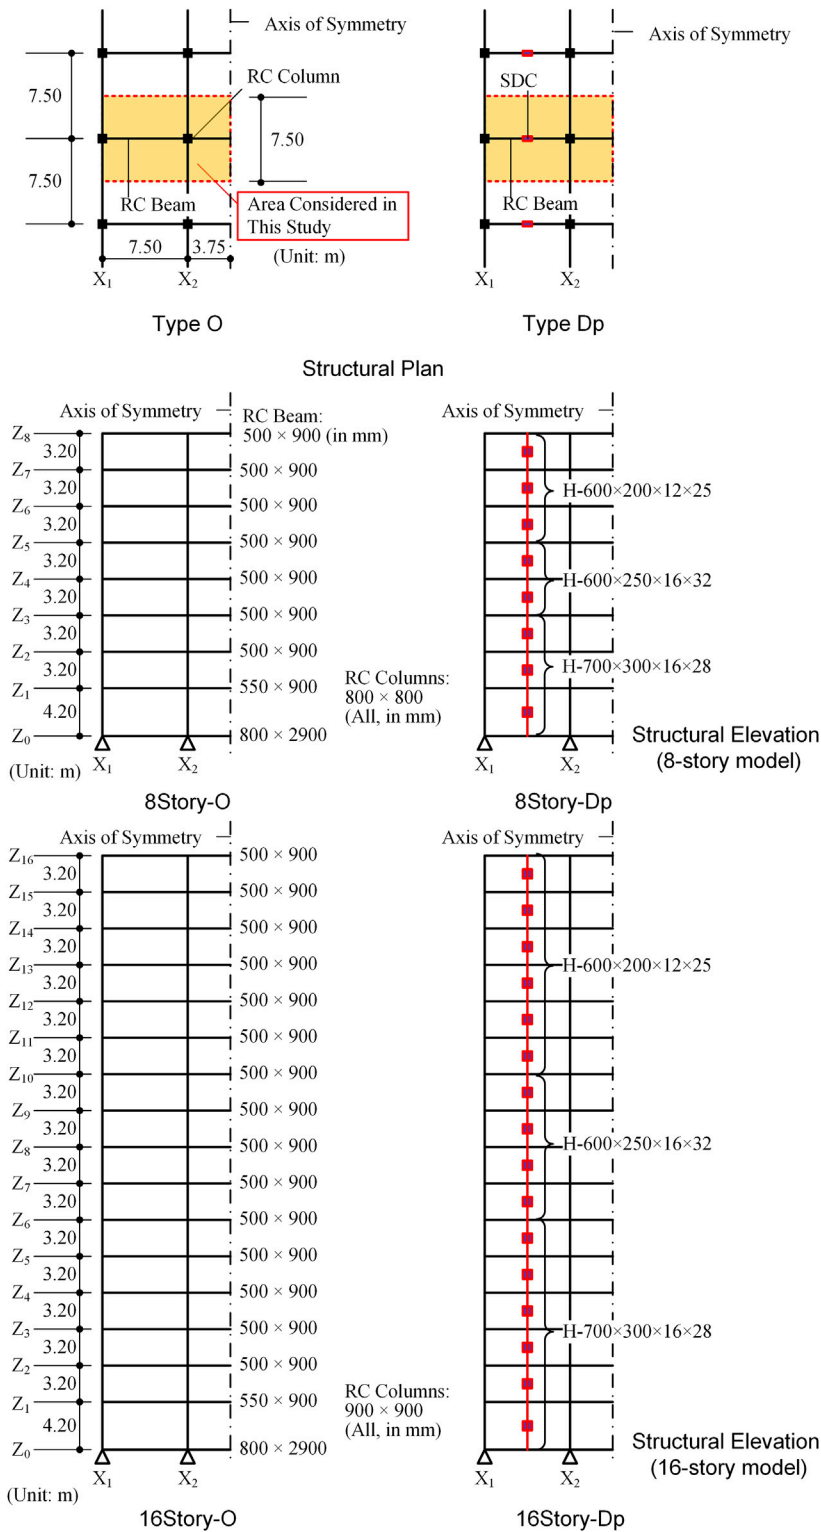 Axis of Symmetry
RC Column
7.50
7.50
7.50
RC Beam
Area Considered in
This Study
7.50
3.75
(Unit: m)
X₁
X₂
Type O
Axis of Symmetry
SDC
RC Beam
X₁
X₂
Type Dp
Structural Plan
Axis of Symmetry
RC Beam:
Z₈
500 × 900 (in mm)
3.20
Z₇
500 × 900
3.20
Z₆
500 × 900
3.20
Z₅
500 × 900
3.20
Z₄
500 × 900
3.20
Z₃
500 × 900
3.20
Z₂
500 × 900
3.20
Z₁
550 × 900
4.20
Z₀
800 × 2900
(Unit: m)
X₁
X₂
8Story-O
RC Columns:
800 × 800
(All, in mm)
Axis of Symmetry
H-600×200×12×25
H-600×250×16×32
H-700×300×16×28
X₁
X₂
8Story-Dp
Structural Elevation
(8-story model)
Axis of Symmetry
Z₁₆
500 × 900
3.20
Z₁₅
500 × 900
3.20
Z₁₄
500 × 900
3.20
Z₁₃
500 × 900
3.20
Z₁₂
500 × 900
3.20
Z₁₁
500 × 900
3.20
Z₁₀
500 × 900
3.20
Z₉
500 × 900
3.20
Z₈
500 × 900
3.20
Z₇
500 × 900
3.20
Z₆
500 × 900
3.20
Z₅
500 × 900
3.20
Z₄
500 × 900
3.20
Z₃
500 × 900
3.20
Z₂
500 × 900
3.20
Z₁
550 × 900
4.20
Z₀
800 × 2900
X₁
X₂
(Unit: m)
16Story-O
RC Columns:
900 × 900
(All, in mm)
Axis of Symmetry
H-600×200×12×25
H-600×250×16×32
H-700×300×16×28
X₁
X₂
16Story-Dp
Structural Elevation
(16-story model)